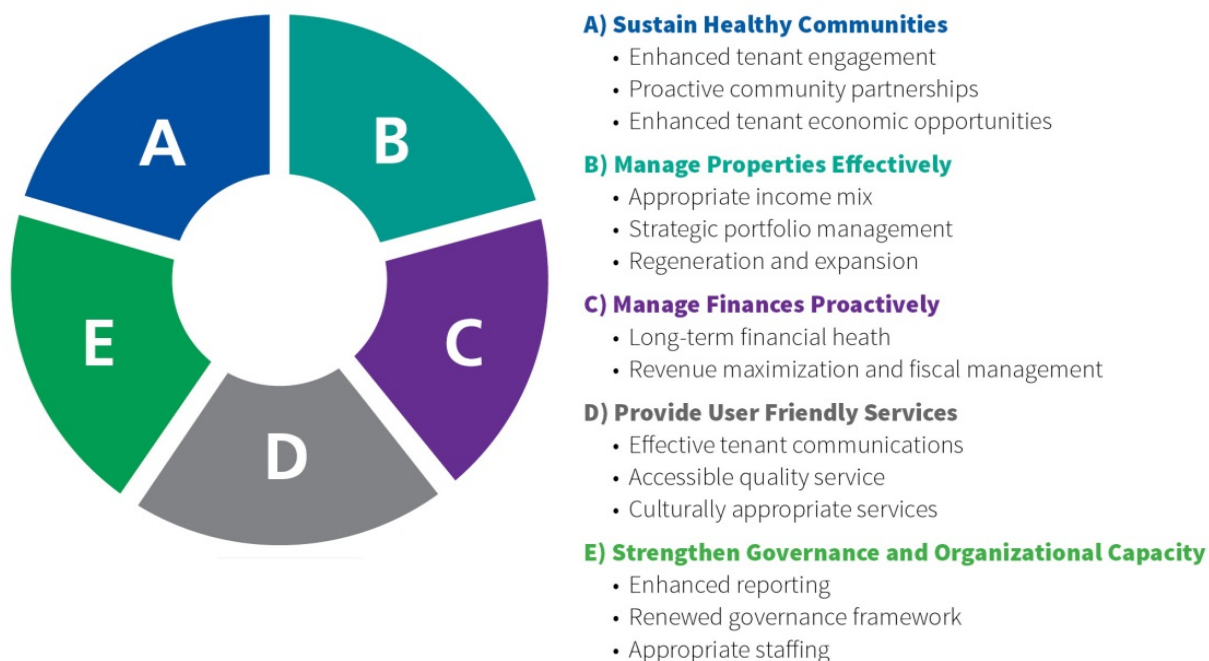 A
B
C
D
E
A) Sustain Healthy Communities
• Enhanced tenant engagement
• Proactive community partnerships
• Enhanced tenant economic opportunities
B) Manage Properties Effectively
• Appropriate income mix
• Strategic portfolio management
• Regeneration and expansion
C) Manage Finances Proactively
• Long-term financial heath
• Revenue maximization and fiscal management
D) Provide User Friendly Services
• Effective tenant communications
• Accessible quality service
• Culturally appropriate services
E) Strengthen Governance and Organizational Capacity
• Enhanced reporting
• Renewed governance framework
• Appropriate staffing